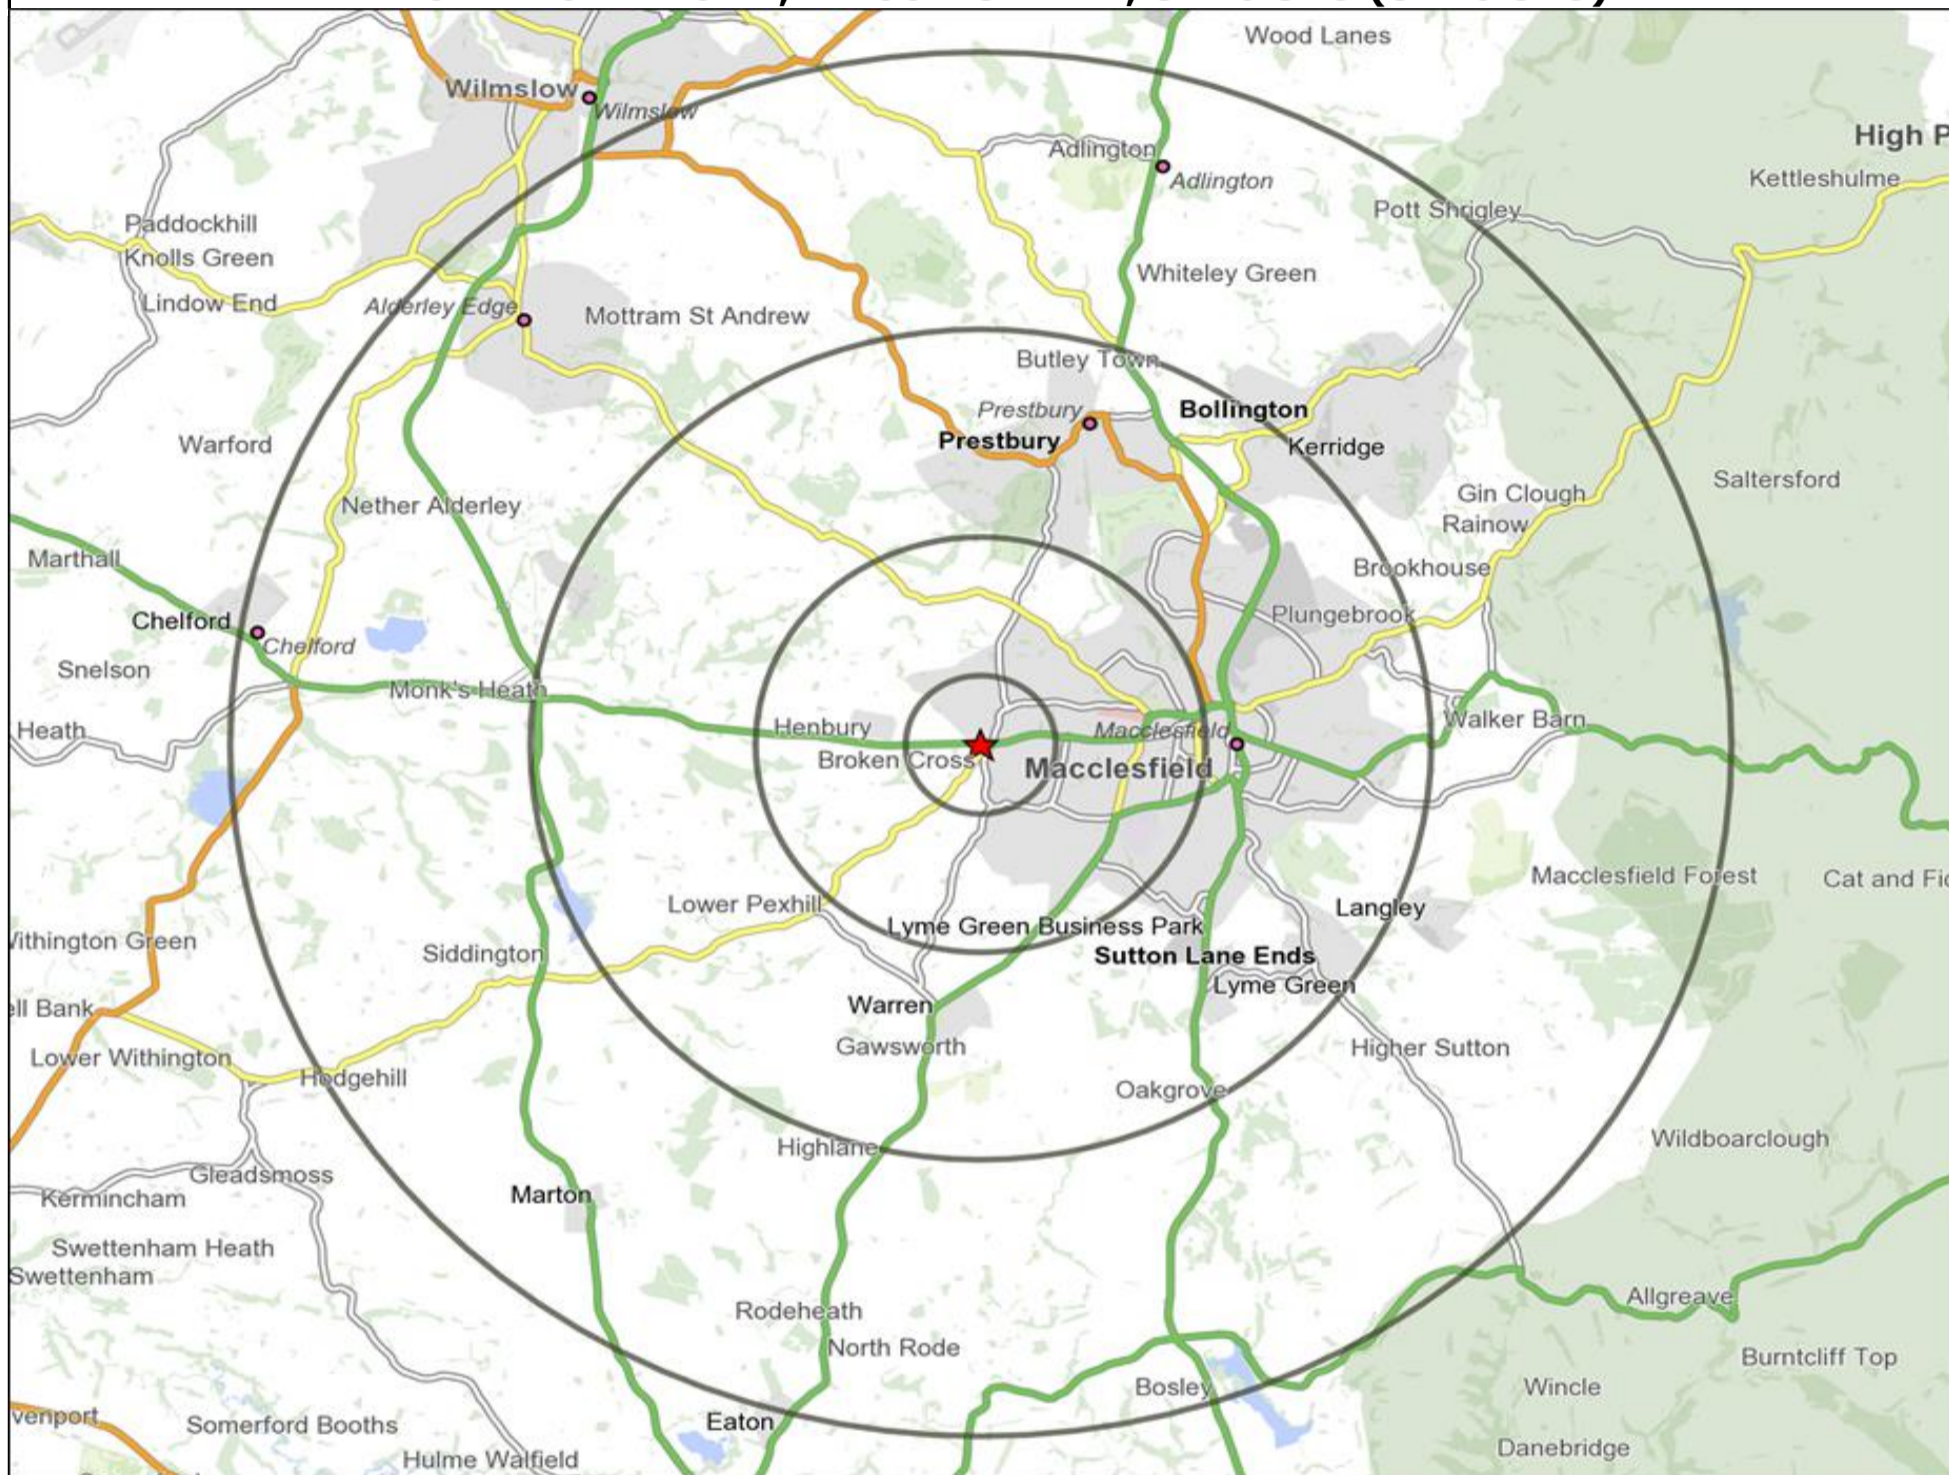 Wood Lanes
Wilmslow
Wilmslow
High P
Adlington
Adlington
Kettleshulme
Pott Shrigley
Paddockhill
Knolls Green
Whiteley Green
Lindow End
Alderley Edge
Mottram St Andrew
Butley Town
Prestbury
Bollington
Prestbury
Kerridge
Warford
Saltersford
Gin Clough
Nether Alderley
Rainow
Marthall
Brookhouse
Plungebrook
Chelford
Chelford
Snelson
Monk's Heath
Heath
Henbury
Macclesfield
Walker Barn
Broken Cross
Macclesfield
Macclesfield Forest
Cat and Fid
Lower Pexhill
Langley
Lyme Green Business Park
Withington Green
Siddington
Sutton Lane Ends
Lyme Green
Warren
ell Bank
Gawsworth
Higher Sutton
Lower Withington
Hodgehill
Oakgrove
Highlane
Wildboarclough
Gleadsmoss
Marton
Kermincham
Swettenham Heath
Swettenham
Allgreave
Rodeheath
North Rode
Burntcliff Top
Bosley
Wincle
venport
Somerford Booths
Eaton
Danebridge
Hulme Walfield